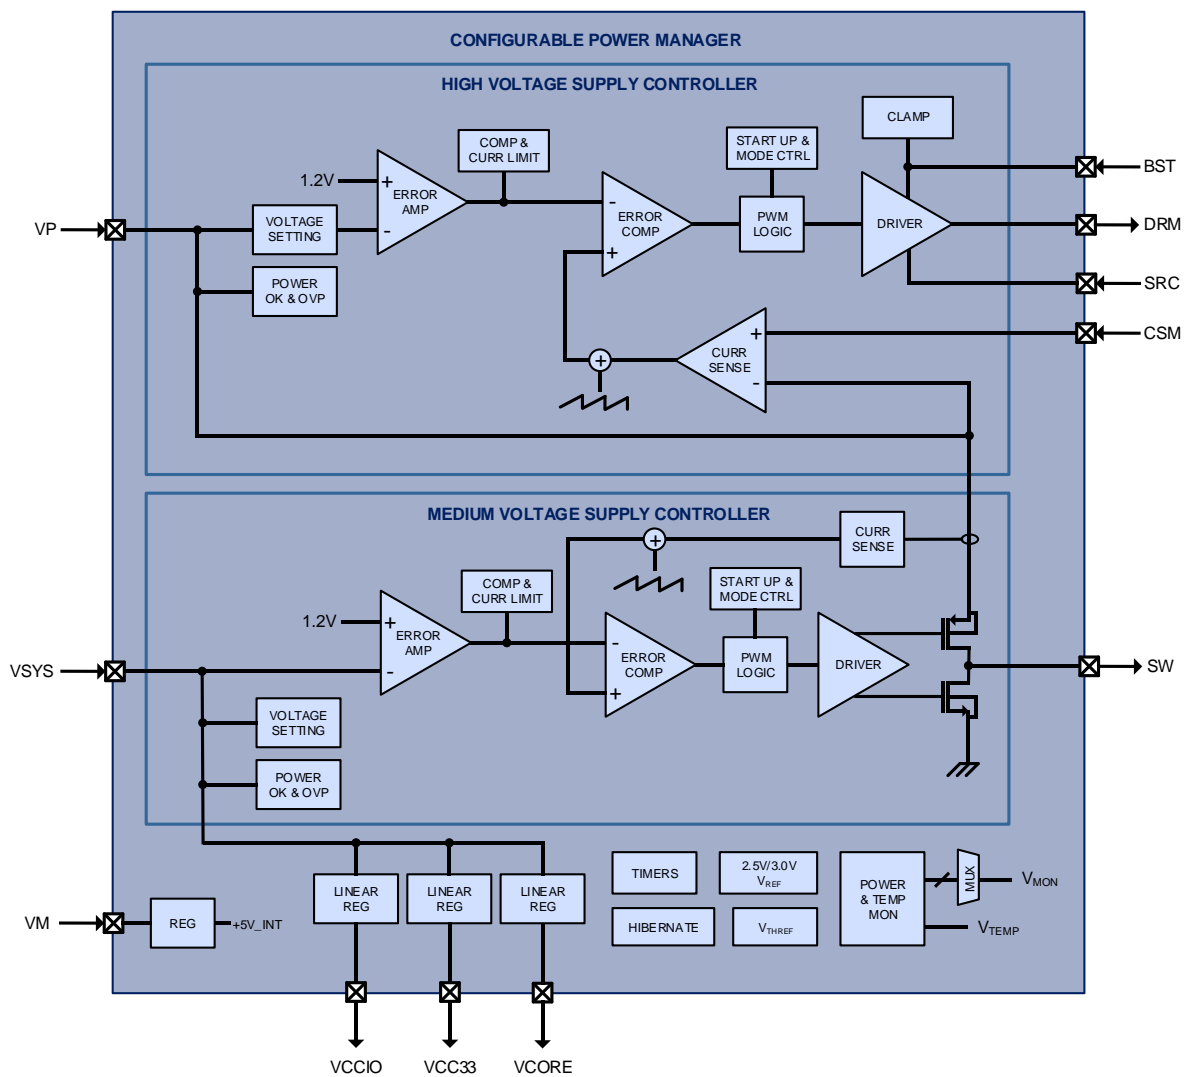 CONFIGURABLE POWER MANAGER
HIGH VOLTAGE SUPPLY CONTROLLER
CLAMP
COMP &
CURR LIMIT
START UP &
MODE CTRL
BST
1.2V
+
ERROR
AMP
-
-
ERROR
COMP
+
PWM
LOGIC
DRIVER
DRM
VP
VOLTAGE
SETTING
POWER
OK & OVP
SRC
CSM
+
CURR
SENSE
-
+
MEDIUM VOLTAGE SUPPLY CONTROLLER
CURR
SENSE
+
COMP &
CURR LIMIT
START UP &
MODE CTRL
1.2V
+
ERROR
AMP
-
-
ERROR
COMP
+
PWM
LOGIC
DRIVER
SW
VSYS
VOLTAGE
SETTING
POWER
OK & OVP
TIMERS
2.5V/3.0V
VREF
POWER
& TEMP
MON
MUX
VMON
LINEAR
REG
LINEAR
REG
LINEAR
REG
VM
REG
+5V_INT
HIBERNATE
VTHREF
VTEMP
VCCIO
VCC33
VCORE